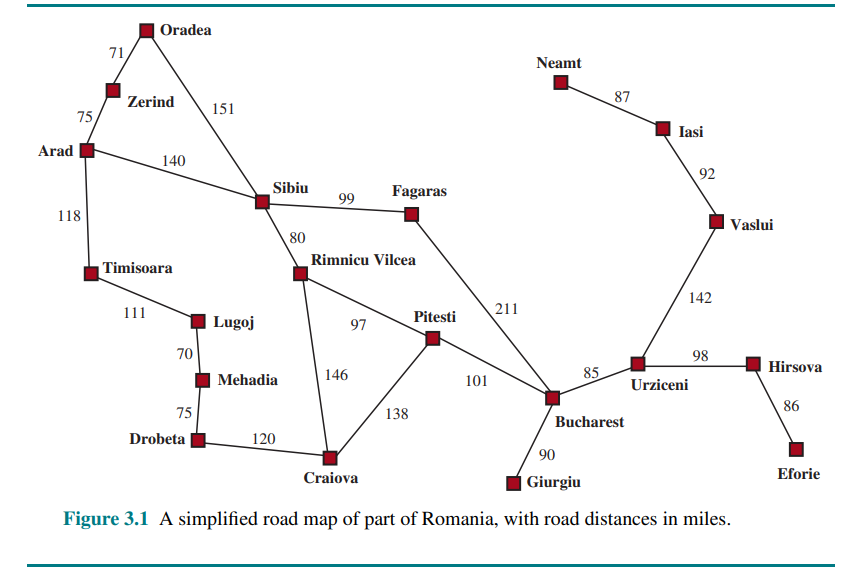 Oradea
71
Neamt
87
Zerind
151
75
Iasi
Arad
140
92
Sibiu
99
Fagaras
118
Vaslui
80
Timisoara
Rimnicu Vilcea
142
111
Lugoj
97
Pitesti
211
70
98
Hirsova
Mehadia
146
101
85
Urziceni
75
138
86
Bucharest
Drobeta
120
90
Craiova
Giurgiu
Eforie
Figure 3.1 A simplified road map of part of Romania, with road distances in miles.